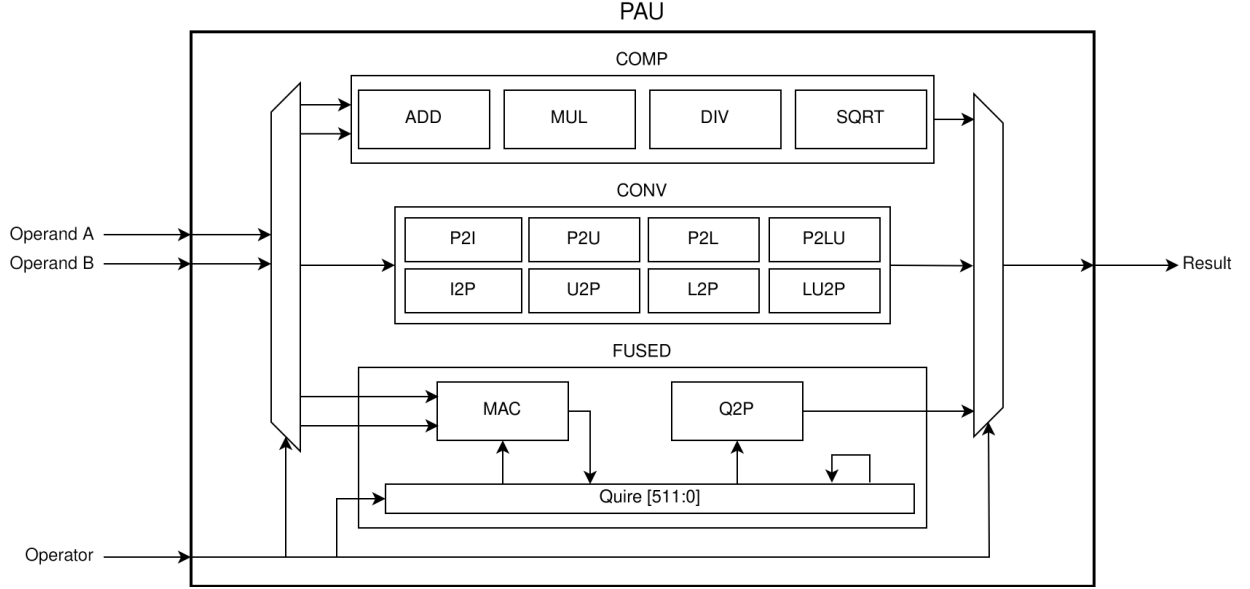 PAU
COMP
ADD MUL DIV SQRT
CONV
P2I P2U P2L P2LU
Operand A
Operand B
Result
I2P U2P L2P LU2P
FUSED
MAC Q2P
Quire [511:0]
Operator